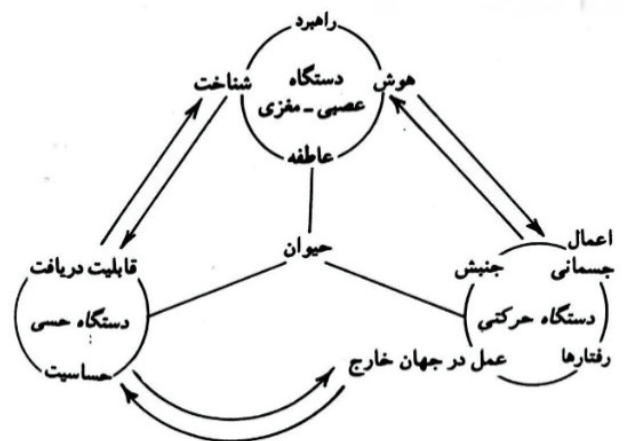 راهبرد
هوش
دستگاه
شناخت
عصبی - مغزی
عاطفه
حیوان
اعمال
جسمانی
جنبش
قابلیت دریافت
دستگاه حرکتی
دستگاه حسی
رفتارها
عمل در جهان خارج
حساسیت